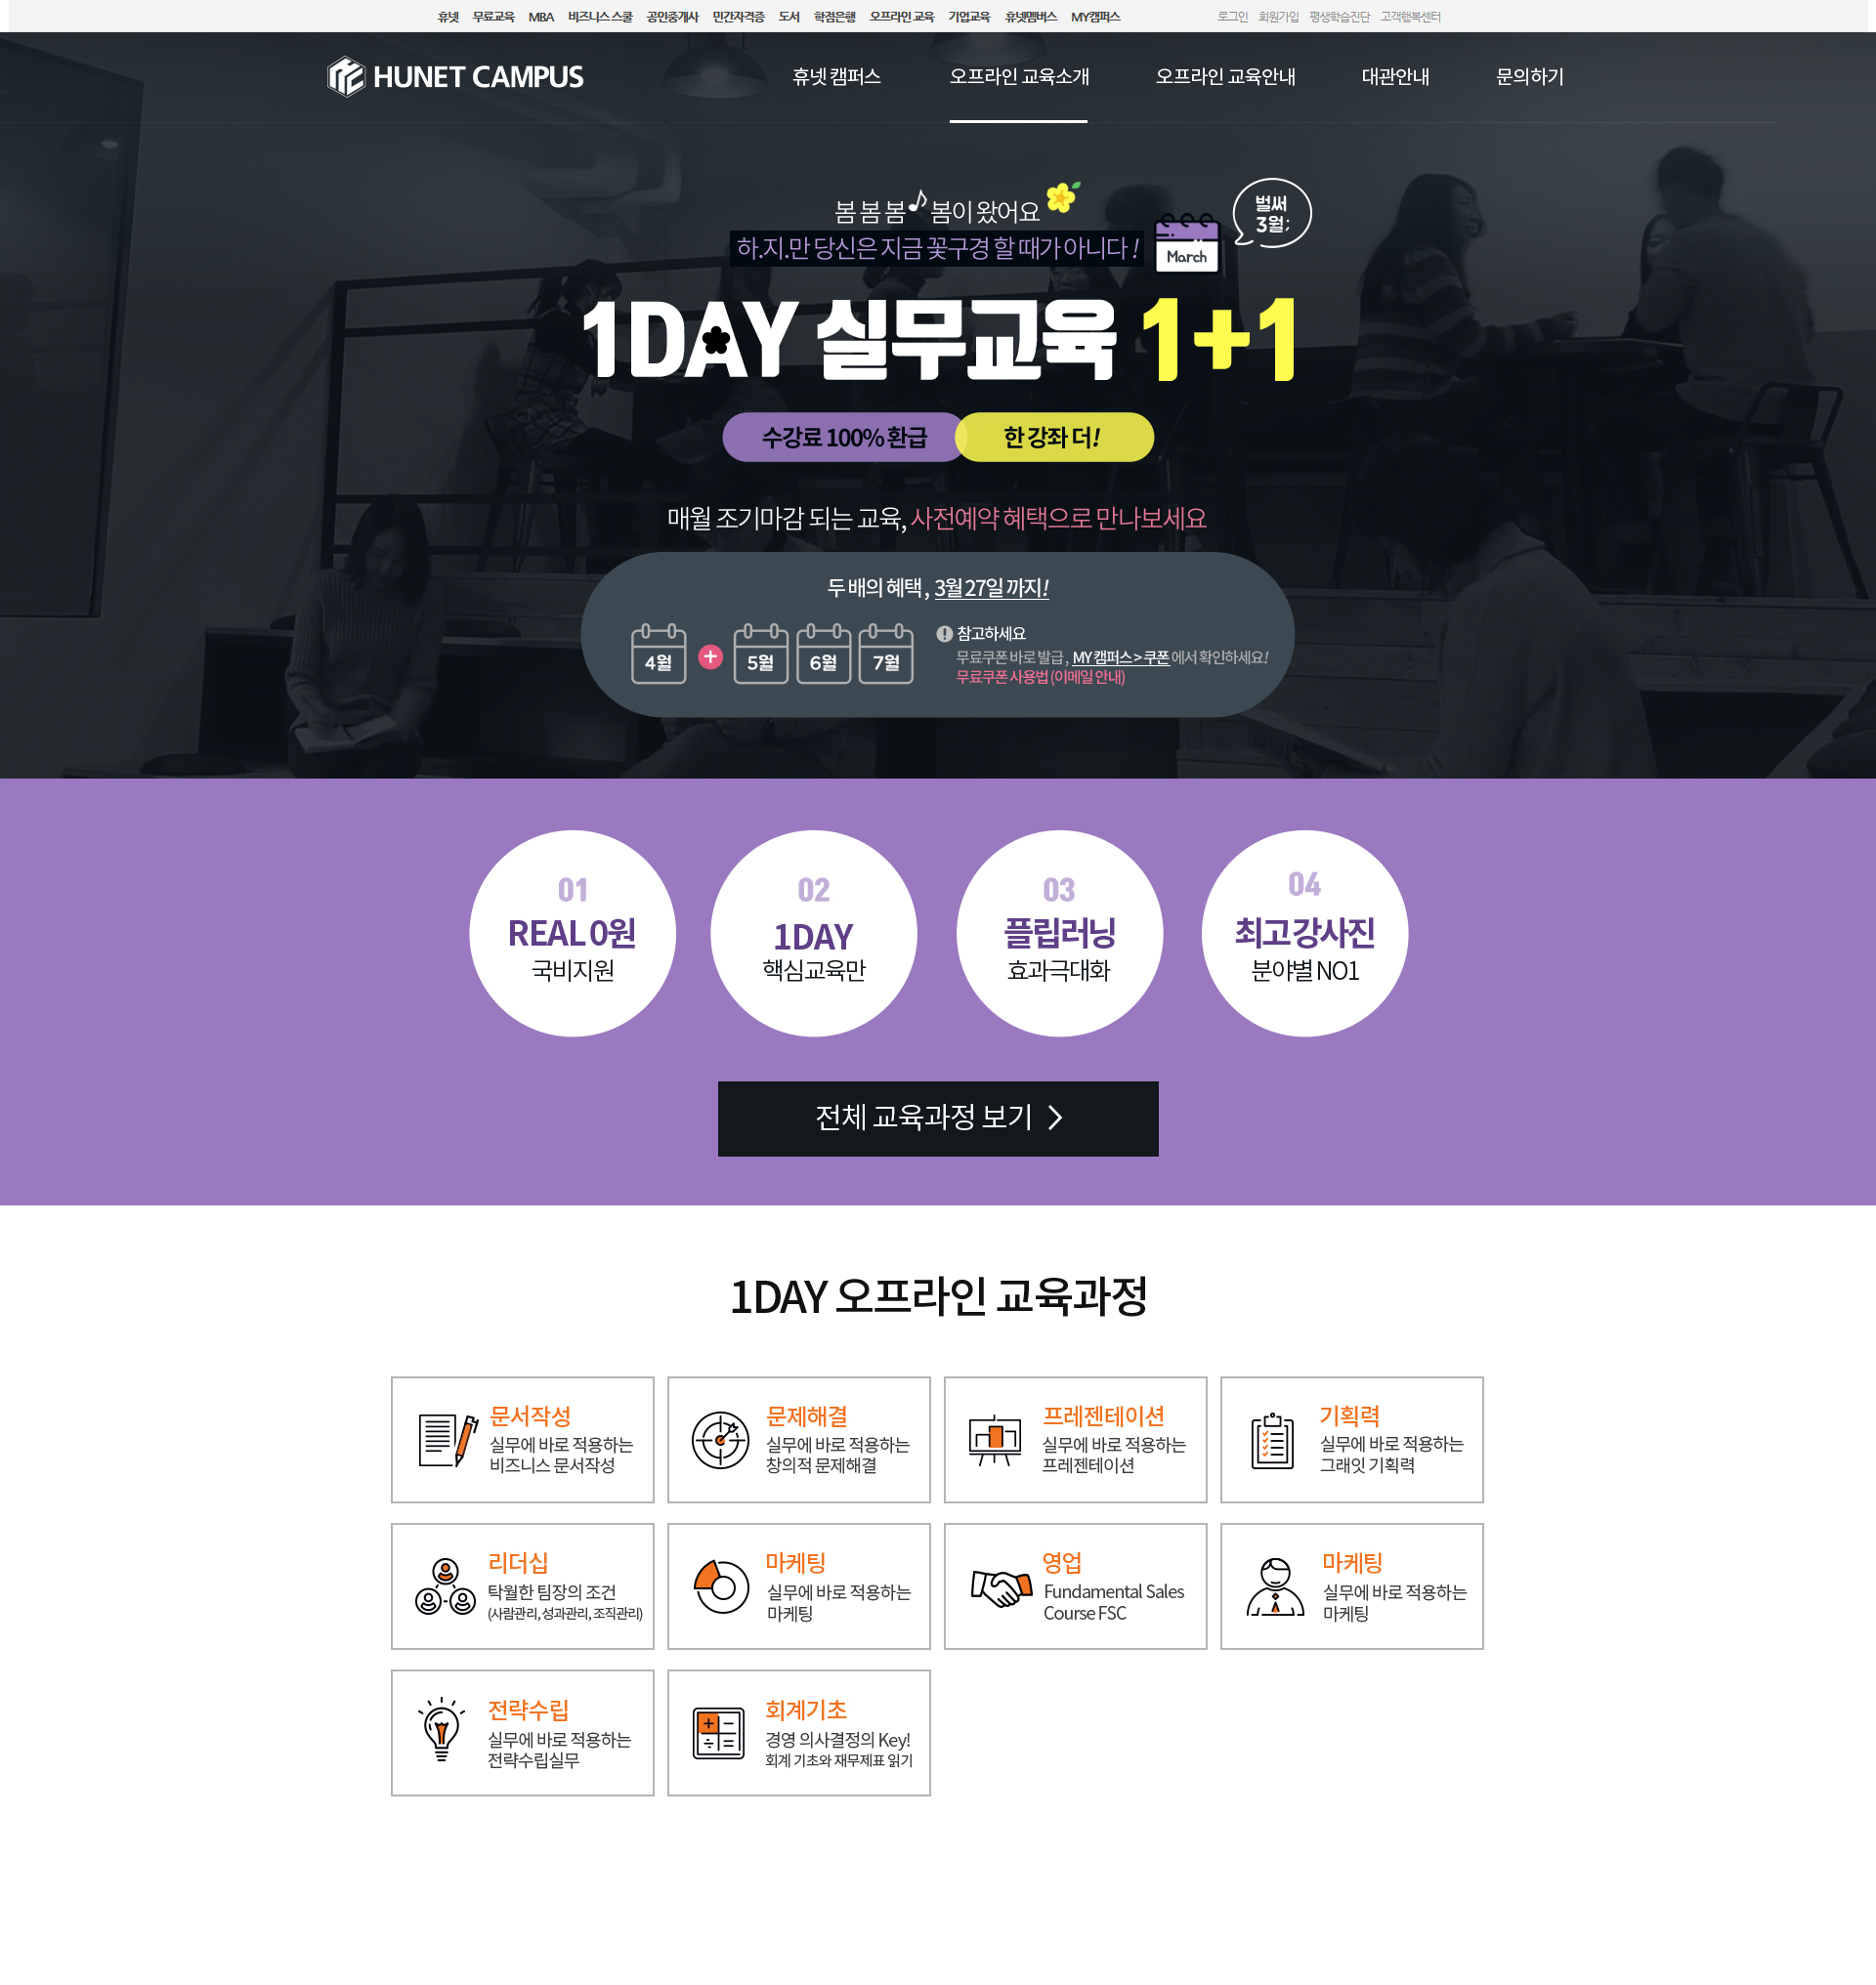 휴넷 무료교육 MBA 비즈니스 스쿨 공인중개사 민간자격증 도서 학점은행 오프라인 교육 기업교육 휴넷멤버스 MY캠퍼스 로그인 회원가입 평생학습진단 고객행복센터
HUNET CAMPUS
휴넷 캠퍼스 오프라인 교육소개 오프라인 교육안내 대관안내 문의하기
봄 봄 봄 봄이 왔어요
하.지.만 당신은 지금 꽃구경 할 때가 아니다 !
March
벌써
3월;
1DAY 실무교육 1+1
수강료 100% 환급 한 강좌 더!
매월 조기마감 되는 교육, 사전예약 혜택으로 만나보세요
두 배의 혜택, 3월 27일 까지!
4월 + 5월 6월 7월
참고하세요
무료쿠폰 바로 발급, MY 캠퍼스 > 쿠폰 에서 확인하세요!
무료쿠폰 사용법 (이메일 안내)
01
REAL 0원
국비지원
02
1DAY
핵심교육만
03
플립러닝
효과극대화
04
최고 강사진
분야별 NO1
전체 교육과정 보기 >
1DAY 오프라인 교육과정
문서작성
실무에 바로 적용하는
비즈니스 문서작성
문제해결
실무에 바로 적용하는
창의적 문제해결
프레젠테이션
실무에 바로 적용하는
프레젠테이션
기획력
실무에 바로 적용하는
그래잇 기획력
리더십
탁월한 팀장의 조건
(사람관리, 성과관리, 조직관리)
마케팅
실무에 바로 적용하는
마케팅
영업
Fundamental Sales
Course FSC
마케팅
실무에 바로 적용하는
마케팅
전략수립
실무에 바로 적용하는
전략수립실무
회계기초
경영 의사결정의 Key!
회계 기초와 재무제표 읽기